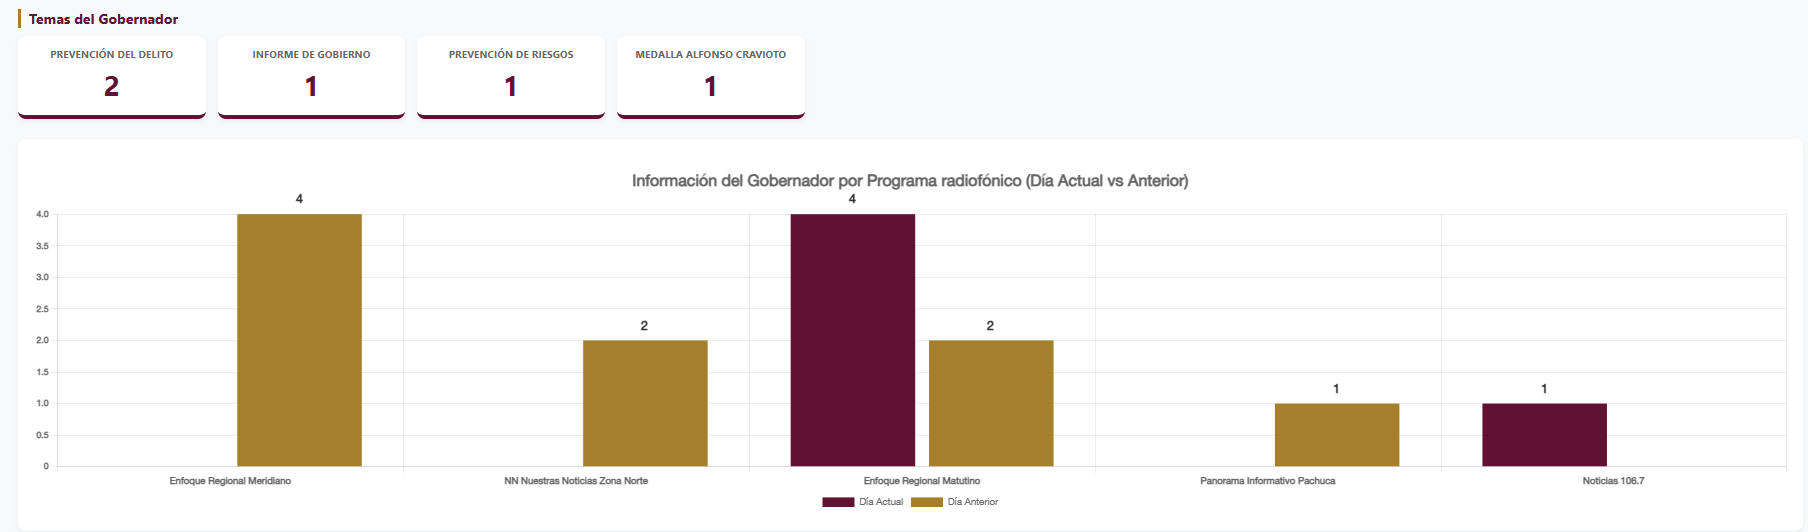 Temas del Gobernador
PREVENCIÓN DEL DELITO
2
INFORME DE GOBIERNO
1
PREVENCIÓN DE RIESGOS
1
MEDALLA ALFONSO CRAVIOTO
1
Información del Gobernador por Programa radiofónico (Día Actual vs Anterior)
4.0
3.5
3.0
2.5
2.0
1.5
1.0
0.5
0
4
2
4
2
1
1
Enfoque Regional Meridiano
NN Nuestras Noticias Zona Norte
Enfoque Regional Matutino
Panorama Informativo Pachuca
Noticias 106.7
Día Actual
Día Anterior